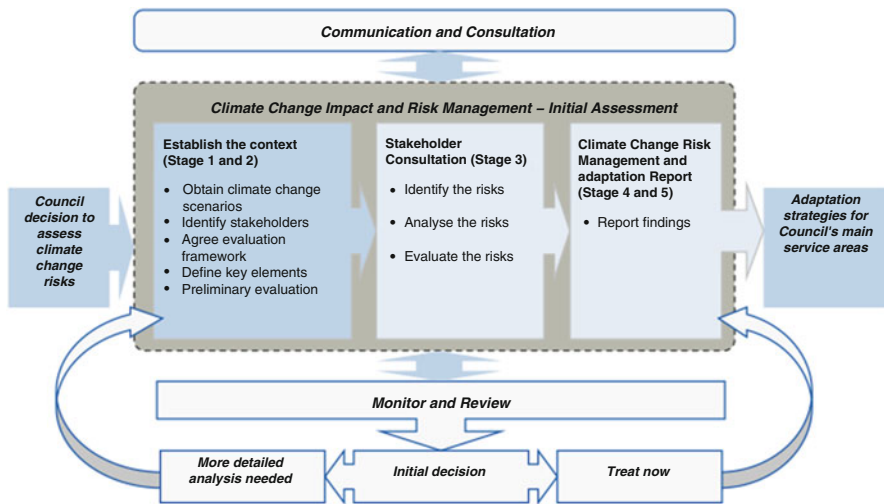 Communication and Consultation
Climate Change Impact and Risk Management – Initial Assessment
Council
decision to
assess
climate
change
risks
Establish the context
(Stage 1 and 2)
• Obtain climate change
scenarios
• Identify stakeholders
• Agree evaluation
framework
• Define key elements
• Preliminary evaluation
Stakeholder
Consultation (Stage 3)
• Identify the risks
• Analyse the risks
• Evaluate the risks
Climate Change Risk
Management and
adaptation Report
(Stage 4 and 5)
• Report findings
Adaptation
strategies for
Council's main
service areas
Monitor and Review
More detailed
analysis needed
Initial decision
Treat now